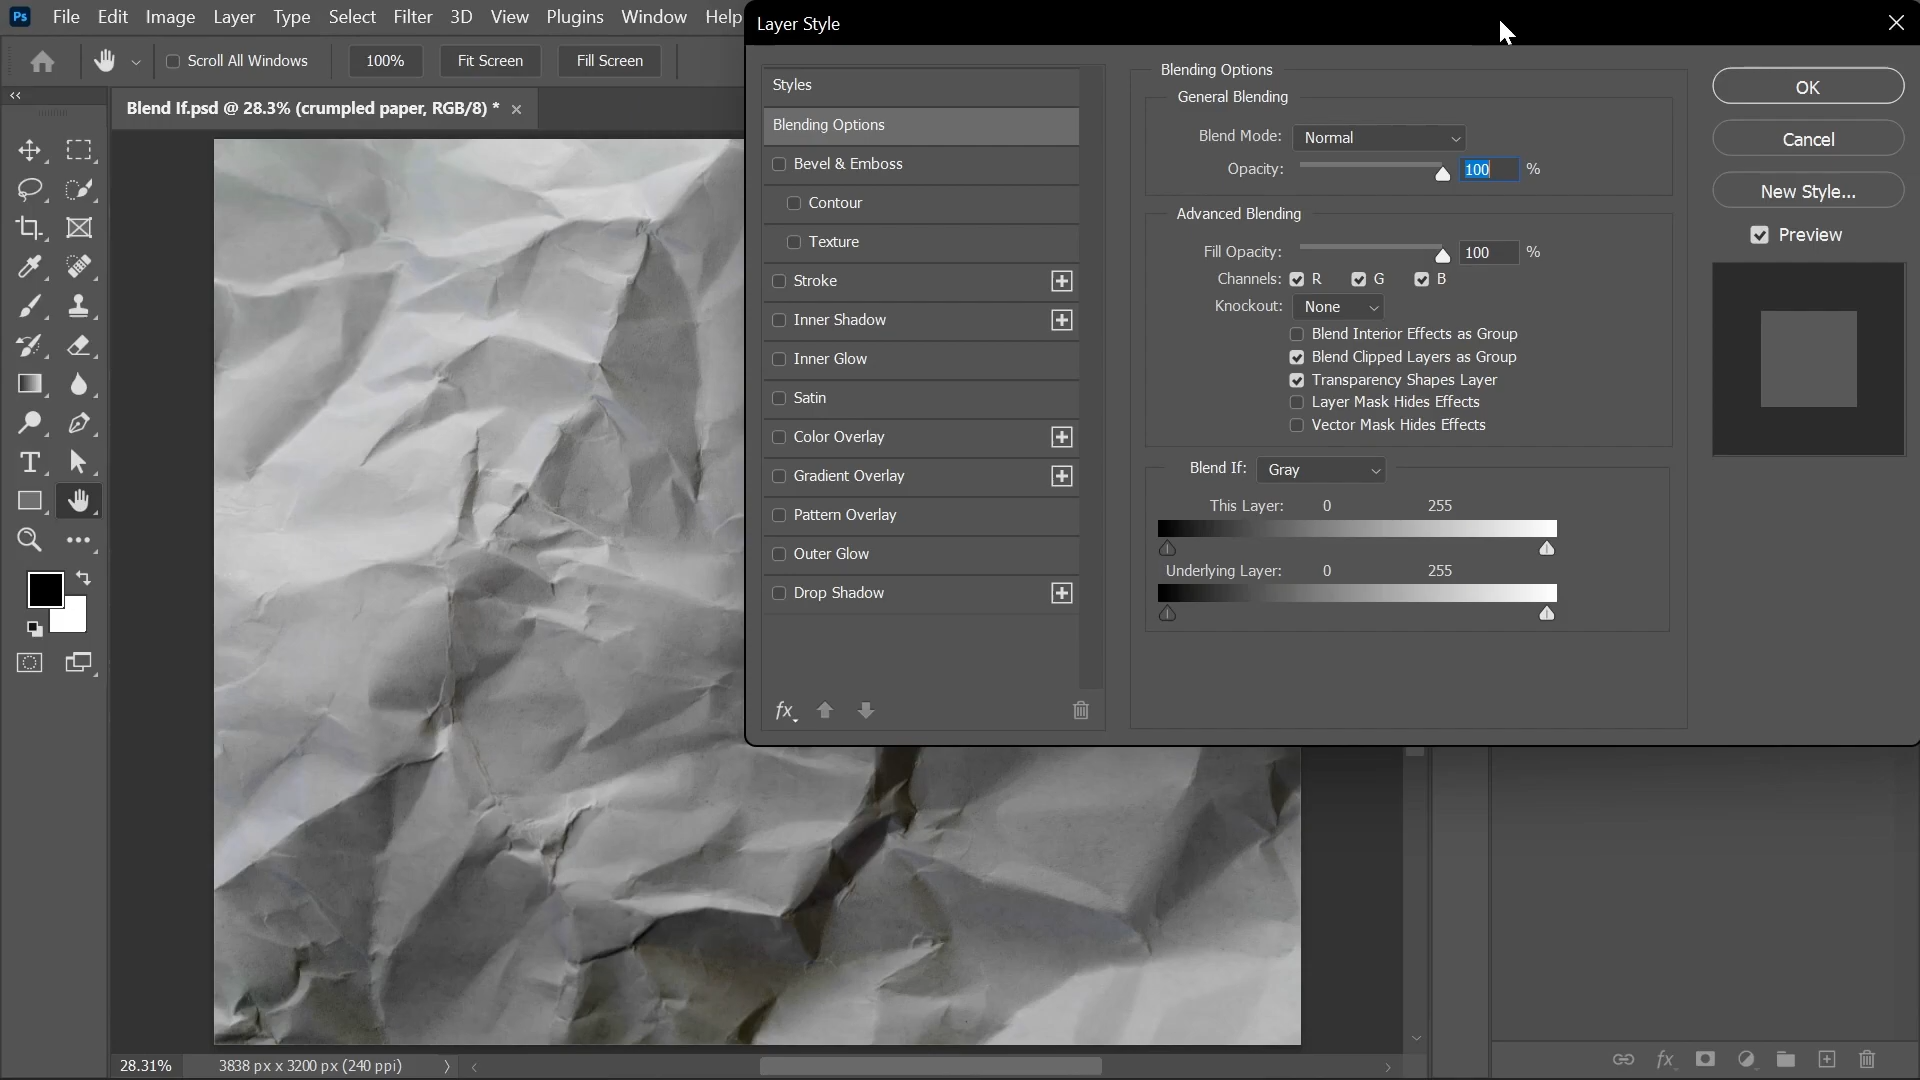 Ps File Edit Image Layer Type Select Filter 3D View Plugins Window Help
Layer Style
Scroll All Windows 100% Fit Screen Fill Screen
Blend If.psd @ 28.3% (crumpled paper, RGB/8) *
Styles
Blending Options
Bevel & Emboss
Contour
Texture
Stroke
Inner Shadow
Inner Glow
Satin
Color Overlay
Gradient Overlay
Pattern Overlay
Outer Glow
Drop Shadow
fx
Blending Options
General Blending
Blend Mode: Normal
Opacity: 100 %
Advanced Blending
Fill Opacity: 100 %
Channels: R G B
Knockout: None
Blend Interior Effects as Group
Blend Clipped Layers as Group
Transparency Shapes Layer
Layer Mask Hides Effects
Vector Mask Hides Effects
Blend If: Gray
This Layer: 0 255
Underlying Layer: 0 255
OK
Cancel
New Style...
Preview
28.31% 3838 px x 3200 px (240 ppi)
fx